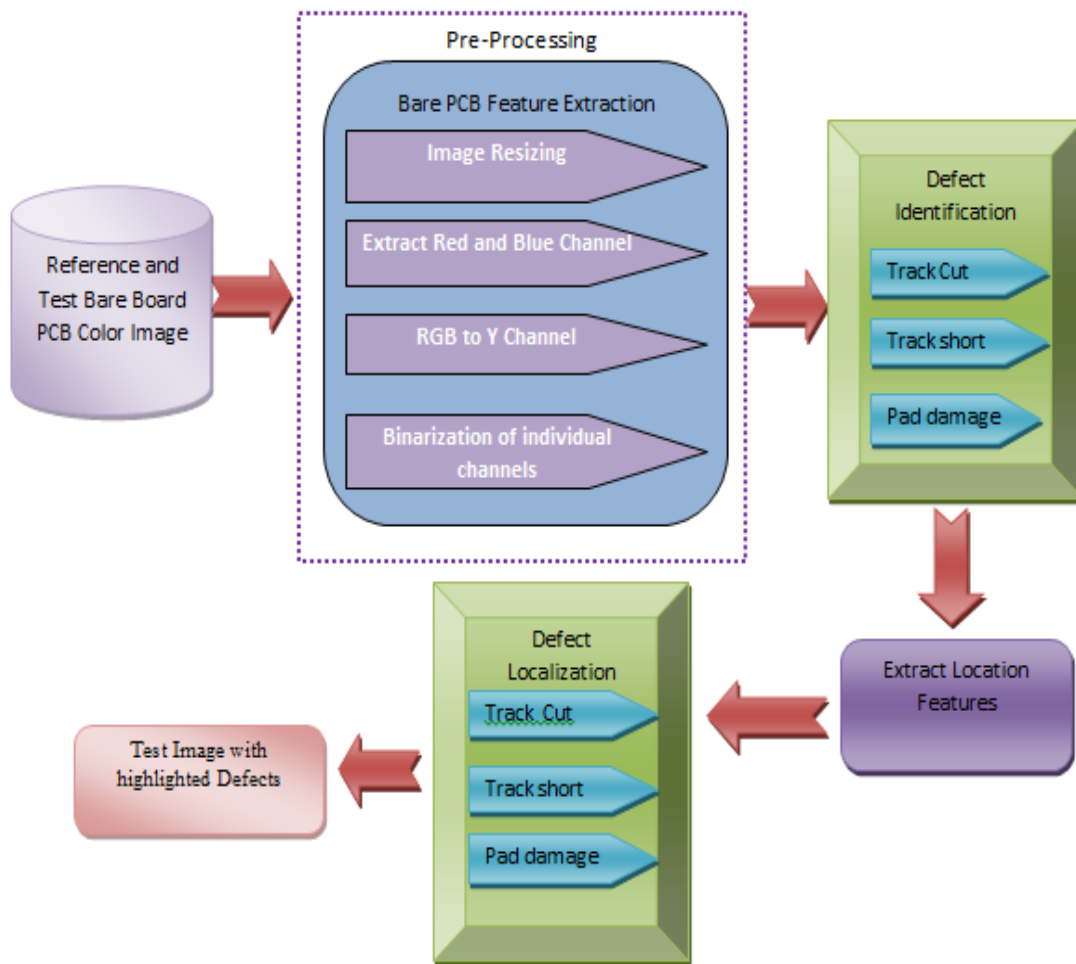 Pre-Processing
Bare PCB Feature Extraction
Image Resizing
Extract Red and Blue Channel
RGB to Y Channel
Binarization of individual
channels
Reference and
Test Bare Board
PCB Color Image
Defect
Identification
Track Cut
Track short
Pad damage
Extract Location
Features
Defect
Localization
Track Cut
Track short
Pad damage
Test Image with
highlighted Defects